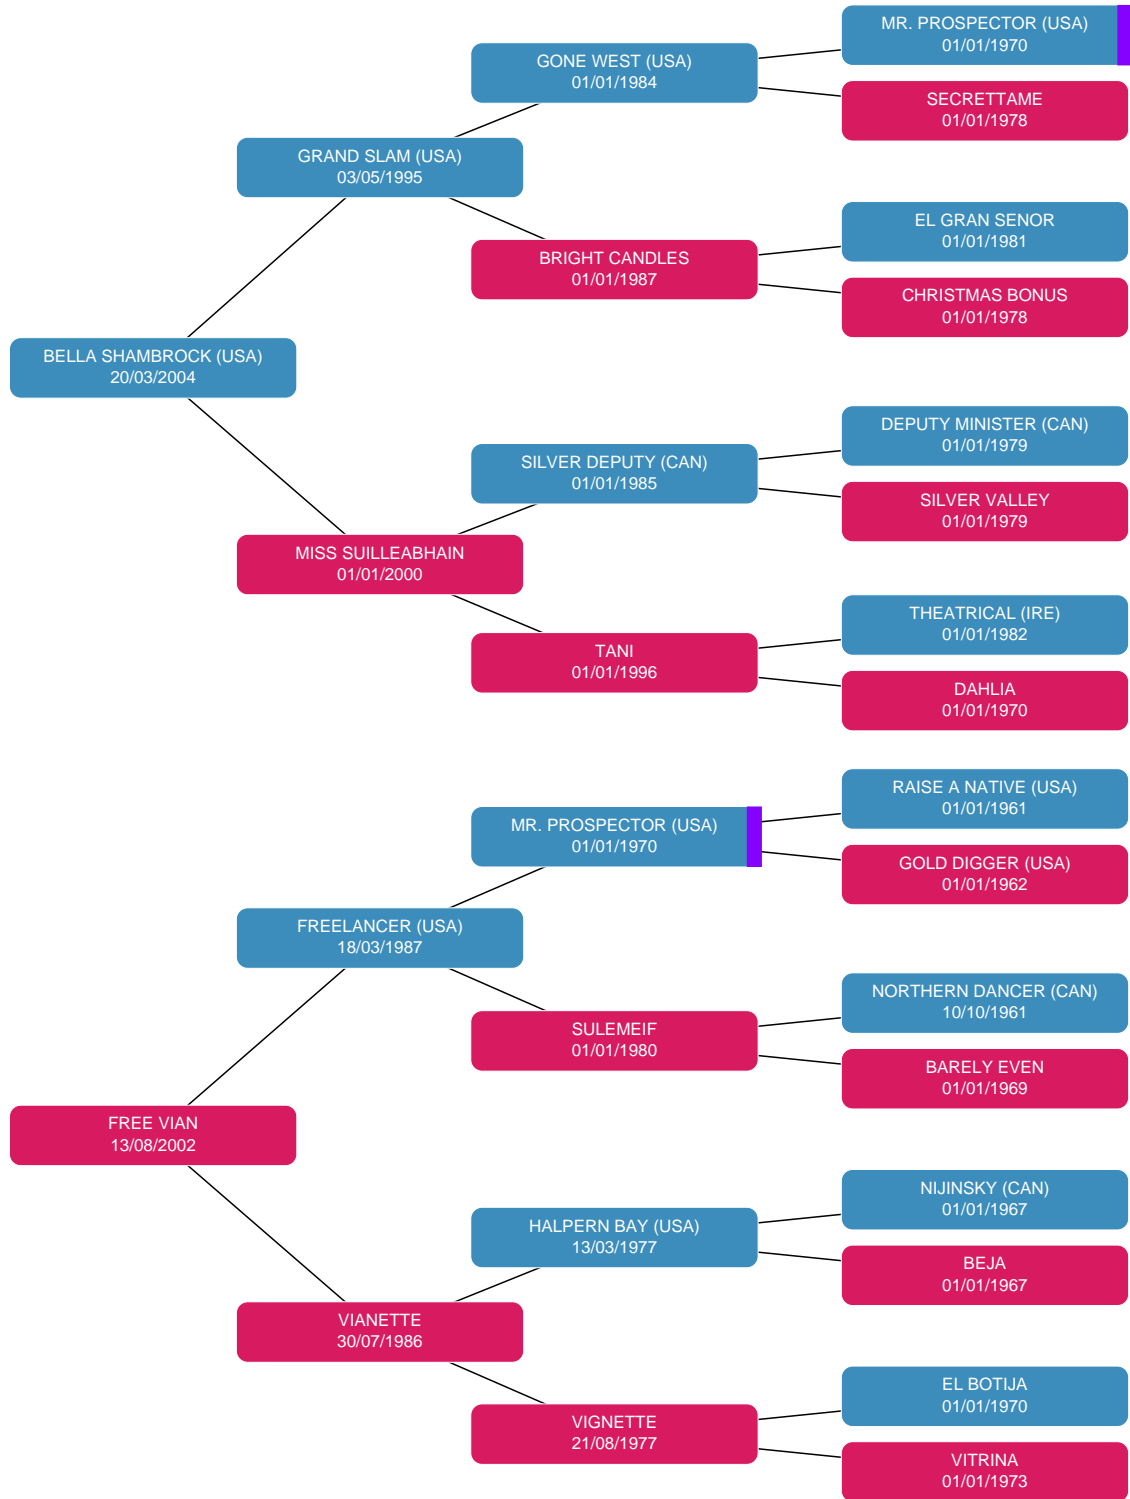 MR. PROSPECTOR (USA)
01/01/1970
GONE WEST (USA)
01/01/1984
SECRETTAME
01/01/1978
GRAND SLAM (USA)
03/05/1995
EL GRAN SENOR
01/01/1981
BRIGHT CANDLES
01/01/1987
CHRISTMAS BONUS
01/01/1978
BELLA SHAMBROCK (USA)
20/03/2004
DEPUTY MINISTER (CAN)
01/01/1979
SILVER DEPUTY (CAN)
01/01/1985
SILVER VALLEY
01/01/1979
MISS SUILLEABHAIN
01/01/2000
THEATRICAL (IRE)
01/01/1982
TANI
01/01/1996
DAHLIA
01/01/1970
RAISE A NATIVE (USA)
01/01/1961
MR. PROSPECTOR (USA)
01/01/1970
GOLD DIGGER (USA)
01/01/1962
FREELANCER (USA)
18/03/1987
NORTHERN DANCER (CAN)
10/10/1961
SULEMEIF
01/01/1980
BARELY EVEN
01/01/1969
FREE VIAN
13/08/2002
NIJINSKY (CAN)
01/01/1967
HALPERN BAY (USA)
13/03/1977
BEJA
01/01/1967
VIANETTE
30/07/1986
EL BOTIJA
01/01/1970
VIGNETTE
21/08/1977
VITRINA
01/01/1973